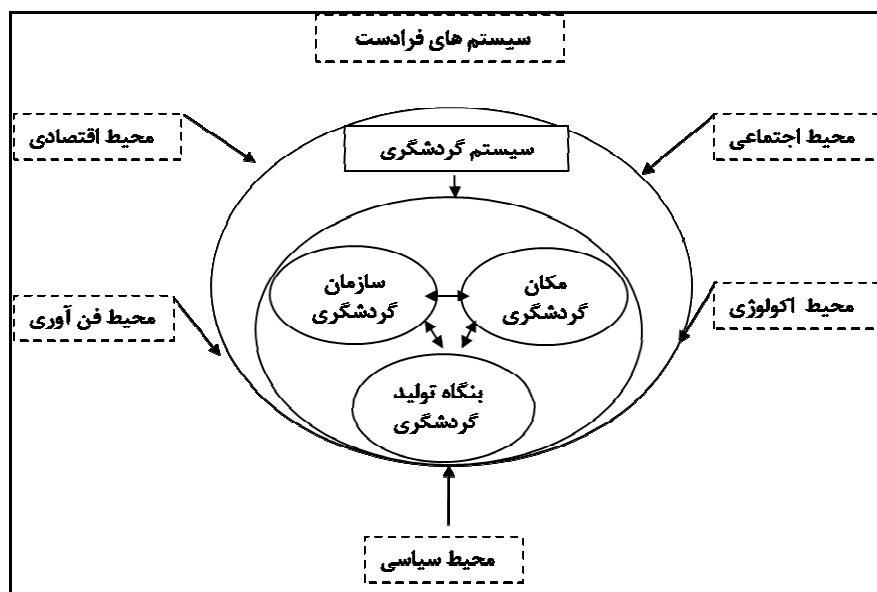 سیستم های فرادست
محیط اجتماعی
محیط اقتصادی
سیستم گردشگری
مکان
گردشگری
سازمان
گردشگری
محیط اکولوژی
محیط فن آوری
بنگاه تولید
گردشگری
محیط سیاسی